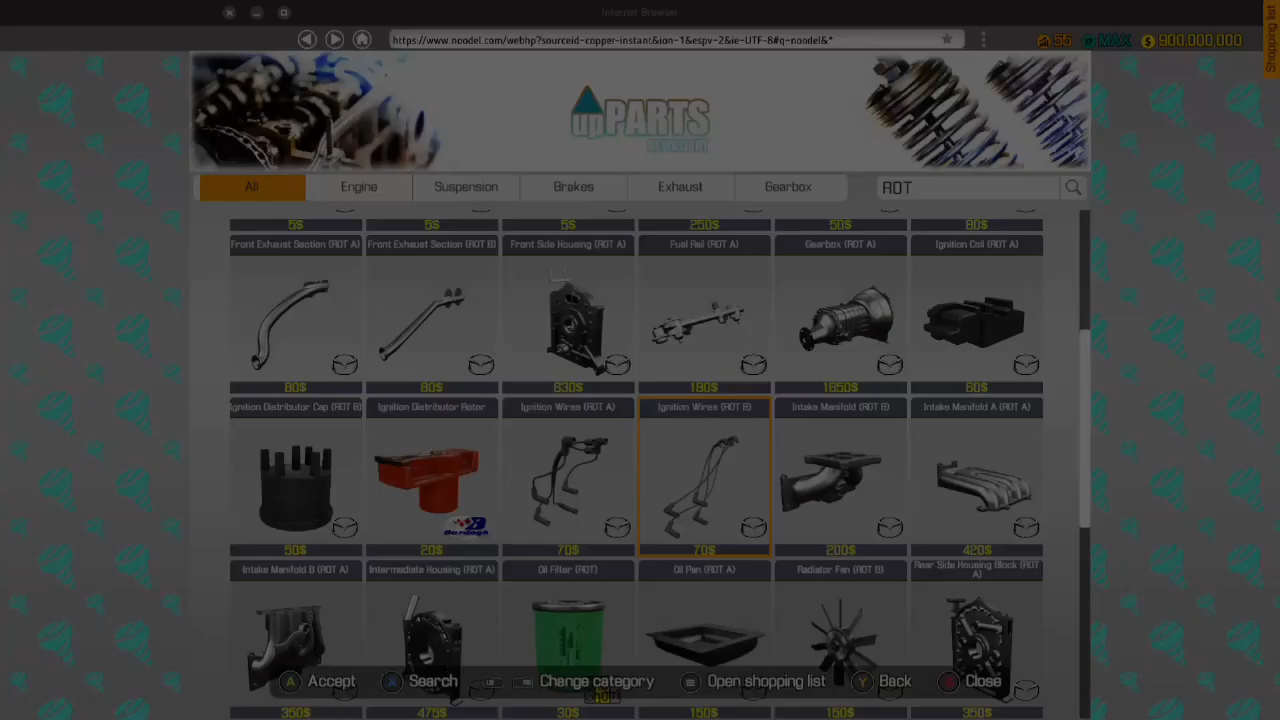 Internet Browser
https://www.noodel.com/webhp?sourceid-copper-instant&ion-1&espv-2&ie-UTF-8#q-noodel&*
55 MAX 900,000,000
Shopping list
upPARTS
All Engine Suspension Brakes Exhaust Gearbox ROT
5$ 5$ 5$ 250$ 50$ 80$
Front Exhaust Section (ROT A) Front Exhaust Section (ROT B) Front Side Housing (ROT A) Fuel Rail (ROT A) Gearbox (ROT A) Ignition Coil (ROT A)
80$ 80$ 630$ 180$ 1650$ 60$
Ignition Distributor Cap (ROT B) Ignition Distributor Rotor Ignition Wires (ROT A) Ignition Wires (ROT B) Intake Manifold (ROT B) Intake Manifold A (ROT A)
50$ 20$ 70$ 70$ 200$ 420$
Intake Manifold B (ROT A) Intermediate Housing (ROT A) Oil Filter (ROT) Oil Pan (ROT A) Radiator Fan (ROT B) Rear Side Housing Block (ROT A)
A Accept X Search Change category Open shopping list Y Back Close
350$ 475$ 30$ 150$ 150$ 350$